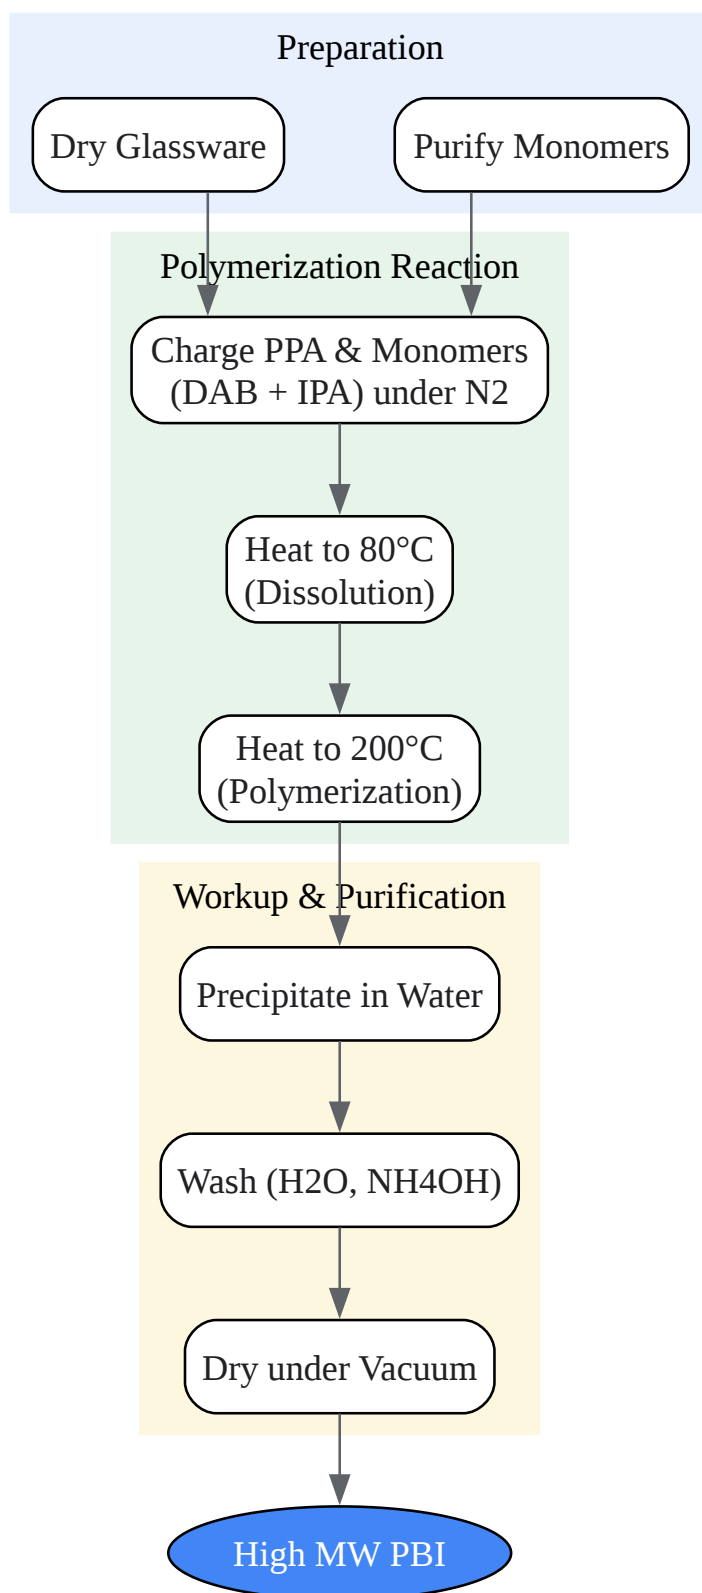 Preparation
Dry Glassware
Purify Monomers
Polymerization Reaction
Charge PPA & Monomers
(DAB + IPA) under N2
Heat to 80°C
(Dissolution)
Heat to 200°C
(Polymerization)
Workup & Purification
Precipitate in Water
Wash (H2O, NH4OH)
Dry under Vacuum
High MW PBI